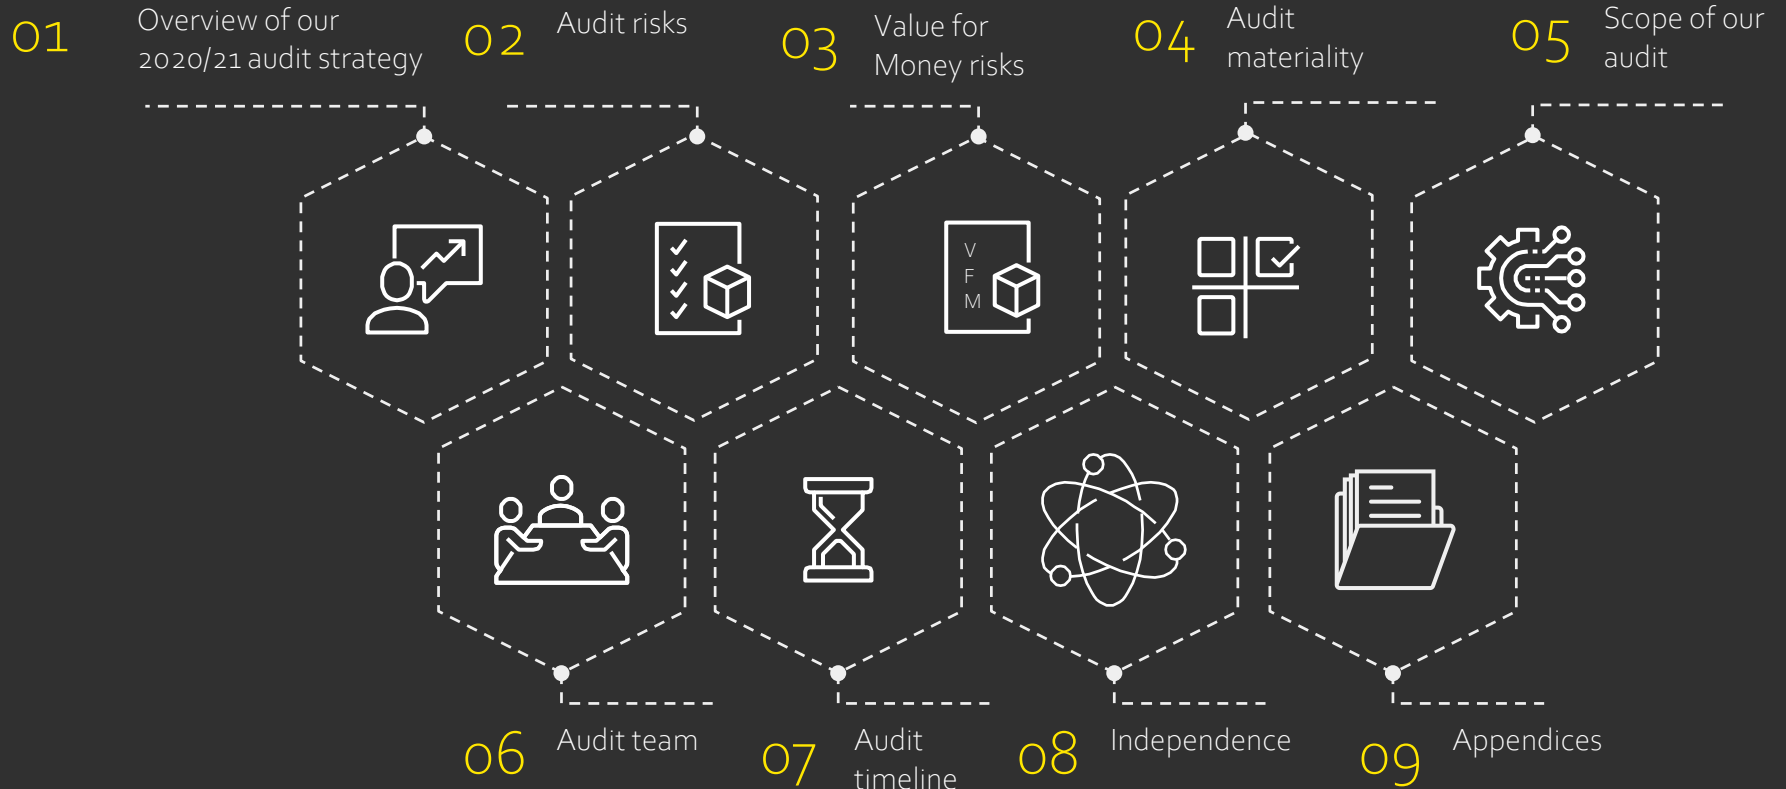 01
Overview of our
2020/21 audit strategy
02
Audit risks
03
Value for
Money risks
04
Audit
materiality
05
Scope of our
audit
V
F
M
06
Audit team
07
Audit
timeline
08
Independence
09
Appendices